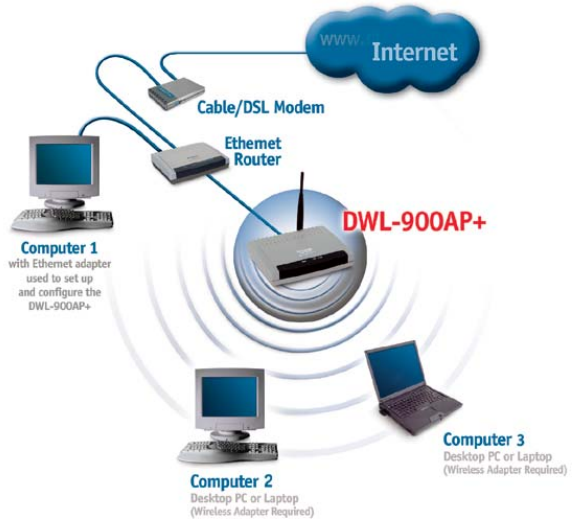 www.
Internet
Cable/DSL Modem
Ethernet
Router
DWL-900AP+
Computer 1
with Ethernet adapter
used to set up
and configure the
DWL-900AP+
Computer 3
Desktop PC or Laptop
(Wireless Adapter Required)
Computer 2
Desktop PC or Laptop
(Wireless Adapter Required)